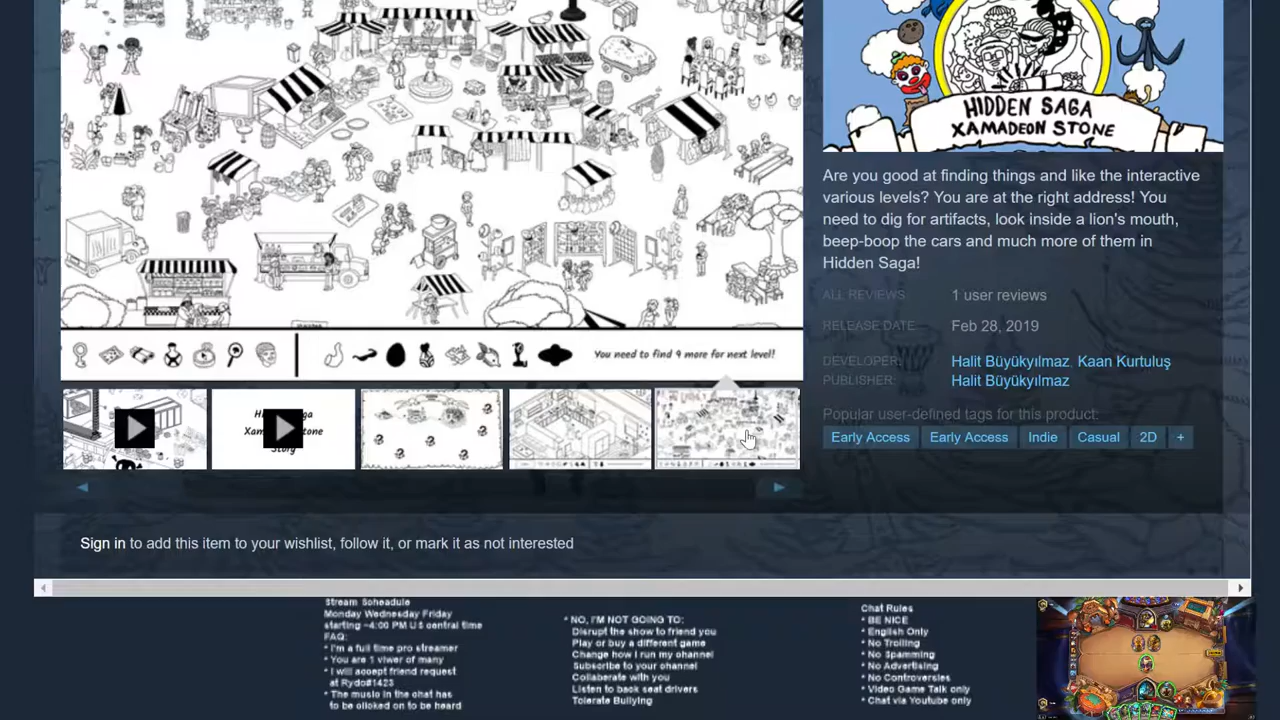 HIDDEN SAGA
XAMADEON STONE
Are you good at finding things and like the interactive
various levels? You are at the right address! You
need to dig for artifacts, look inside a lion's mouth,
beep-boop the cars and much more of them in
Hidden Saga!
ALL REVIEWS: 1 user reviews
RELEASE DATE: Feb 28, 2019
DEVELOPER: Halit Büyükyılmaz, Kaan Kurtuluş
PUBLISHER: Halit Büyükyılmaz
Popular user-defined tags for this product:
Early Access Early Access Indie Casual 2D +
You need to find 9 more for next level!
Sign in to add this item to your wishlist, follow it, or mark it as not interested
Stream Soheadule
Monday Wednesday Friday
starting ~4:00 PM US central time
FAQ:
* I'm a full time pro streamer
* You are 1 viwer of many
* I will accept friend request
at Rydo#1423
* The music in the chat has
to be olioked on to be heard
* NO, I'M NOT GOING TO:
Disrupt the show to friend you
Play or buy a different game
Change how I run my channel
Subscribe to your channel
Collaberate with you
Listen to back seat drivers
Tolerate Bullying
Chat Rules
* BE NICE
* English Only
* No Trolling
* No Spamming
* No Advertising
* No Controversies
* Video Game Talk only
* Chat via Youtube only